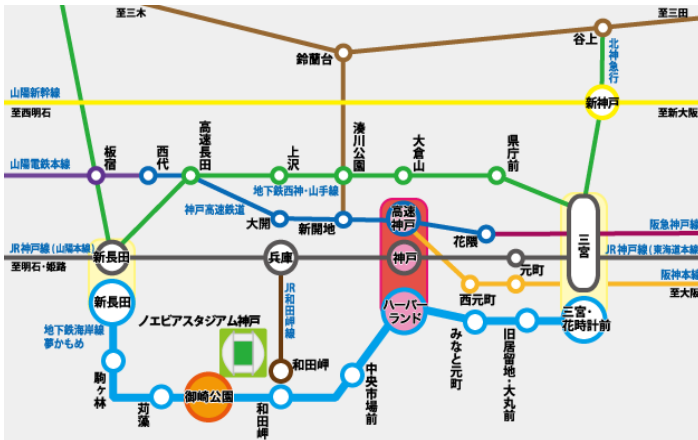 至三木
至三田
谷上
鈴蘭台
北神急行
山陽新幹線
至西明石
新神戸
至新大阪
板宿
西代
高速長田
上沢
湊川公園
大倉山
県庁前
山陽電鉄本線
地下鉄西神・山手線
神戸高速鉄道
大開
新開地
高速
神戸
花隈
三宮
阪急神戸線
JR神戸線(山陽本線)
至明石・姫路
新長田
兵庫
神戸
元町
JR神戸線(東海道本線)
阪神本線
至大阪
西元町
新長田
JR和田岬線
ハーバー
ランド
三宮・
花時計前
地下鉄海岸線
夢かもめ
ノエビアスタジアム神戸
みなと元町
旧居留地・大丸前
駒ヶ林
和田岬
中央市場前
苅藻
御崎公園
和田岬